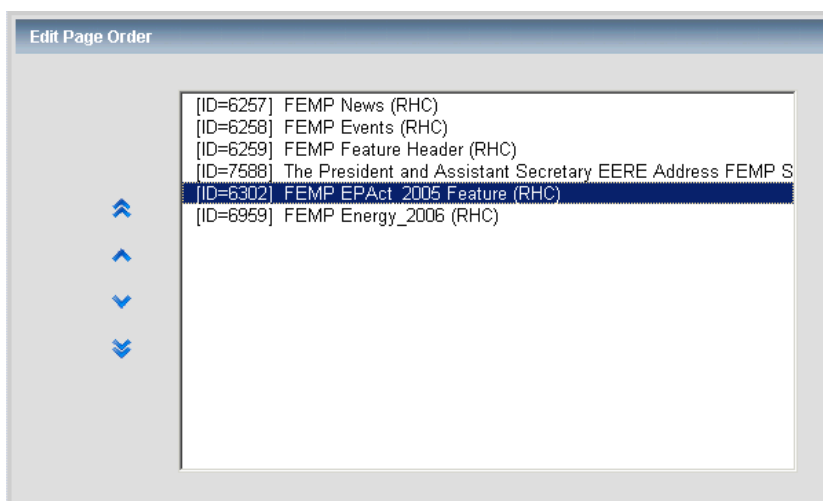 Edit Page Order
[ID=6257] FEMP News (RHC)
[ID=6258] FEMP Events (RHC)
[ID=6259] FEMP Feature Header (RHC)
[ID=7588] The President and Assistant Secretary EERE Address FEMP S
[ID=6302] FEMP EPAct_2005 Feature (RHC)
[ID=6959] FEMP Energy_2006 (RHC)